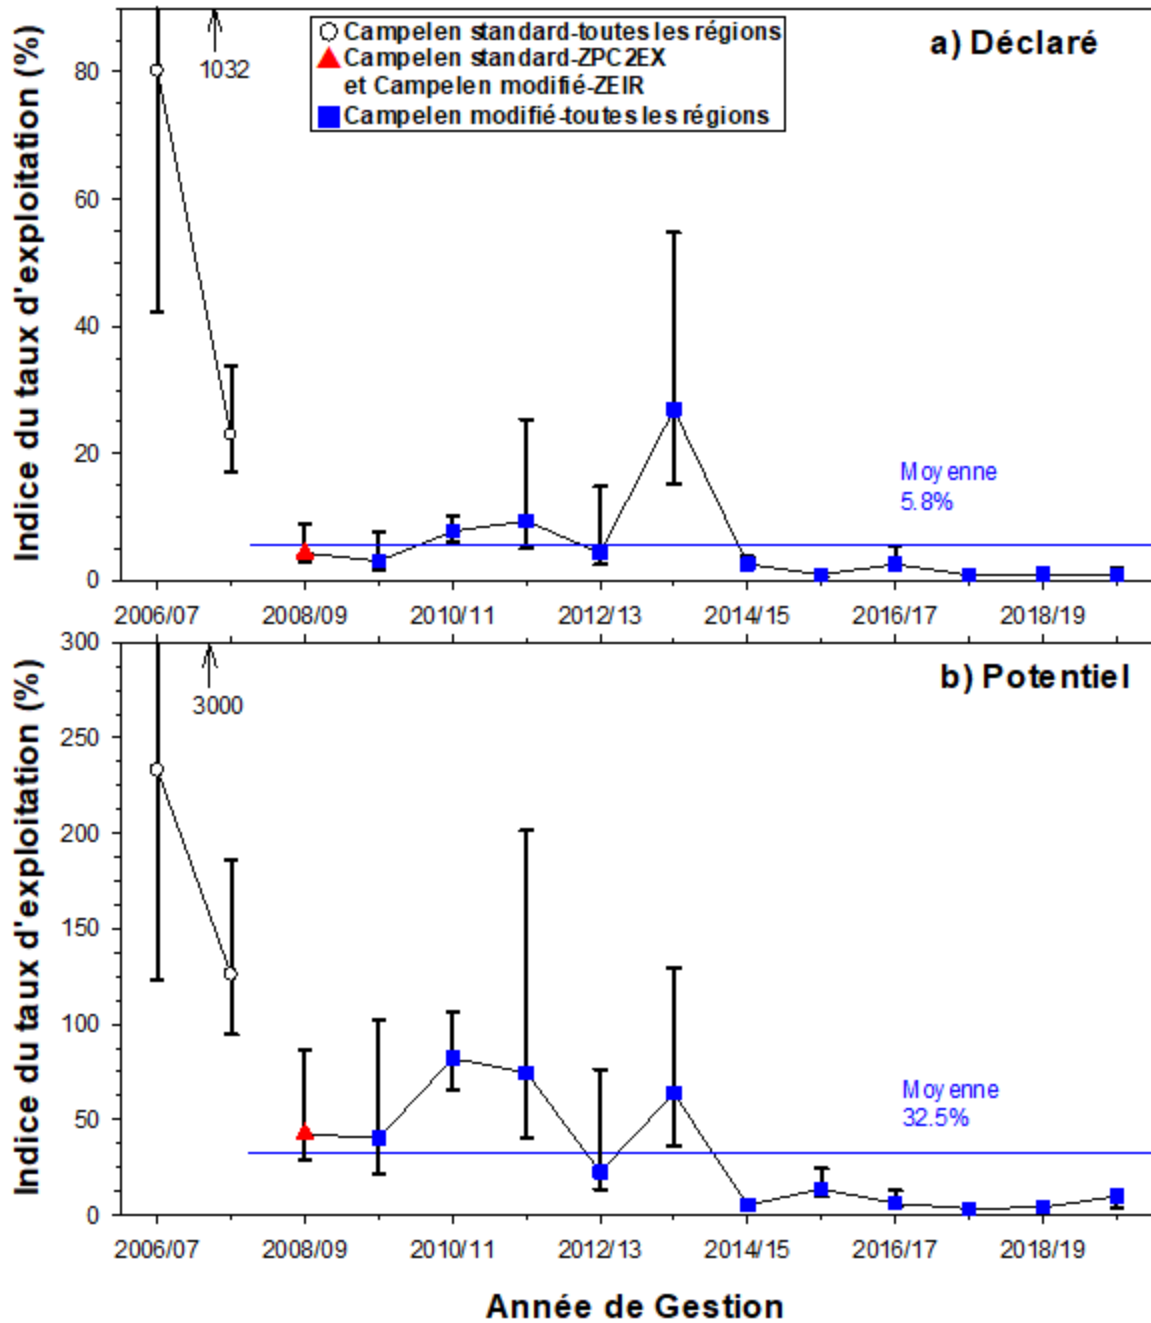 Indice du taux d'exploitation (%)
80
60
40
20
0
1032
Campelen standard-toutes les régions
Campelen standard-ZPC2EX
et Campelen modifié-ZEIR
Campelen modifié-toutes les régions
a) Déclaré
Moyenne
5.8%
2006/07 2008/09 2010/11 2012/13 2014/15 2016/17 2018/19
Indice du taux d'exploitation (%)
300
250
200
150
100
50
0
3000
b) Potentiel
Moyenne
32.5%
2006/07 2008/09 2010/11 2012/13 2014/15 2016/17 2018/19
Année de Gestion